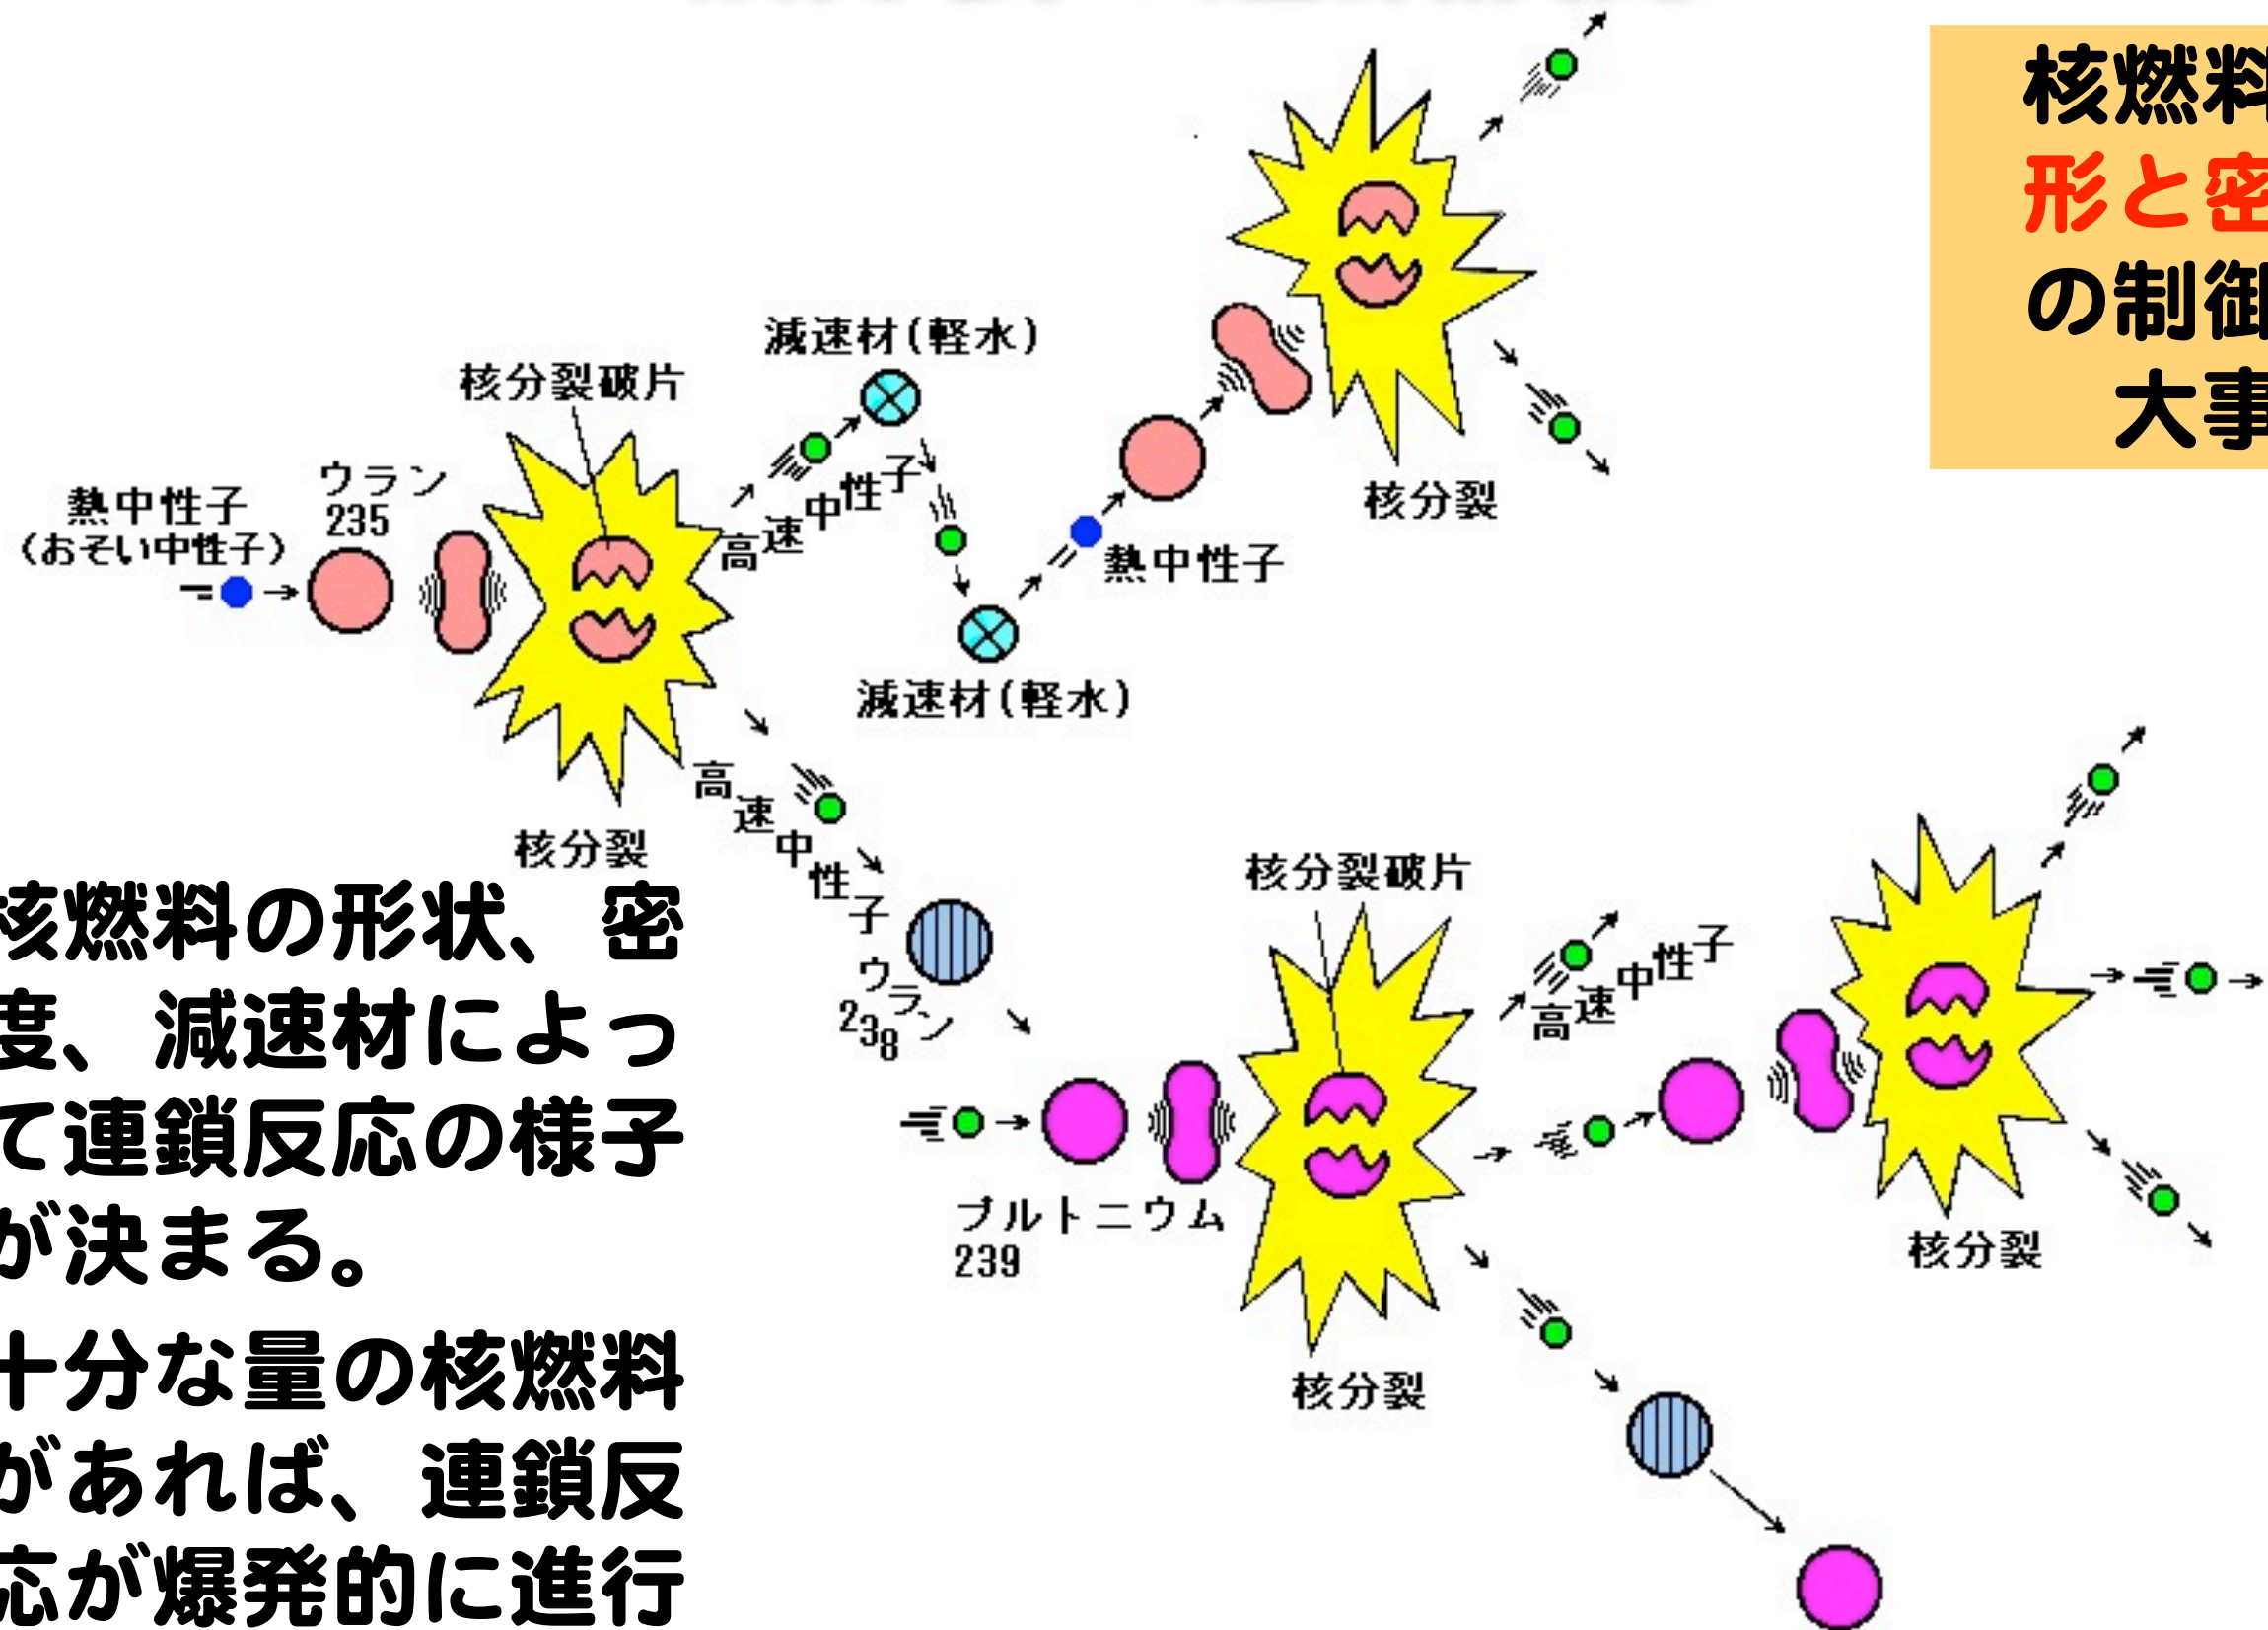 核燃料
形と密
の制御
大事
減速材(軽水)
核分裂破片
ウラン
235
熱中性子
(おそい中性子)
高速中性子
熱中性子
核分裂
減速材(軽水)
高速中性子
核分裂
ウラン
238
核分裂破片
高速中性子
プルトニウム
239
核分裂
核分裂
核燃料の形状、密
度、減速材によっ
て連鎖反応の様子
が決まる。
十分な量の核燃料
があれば、連鎖反
応が爆発的に進行